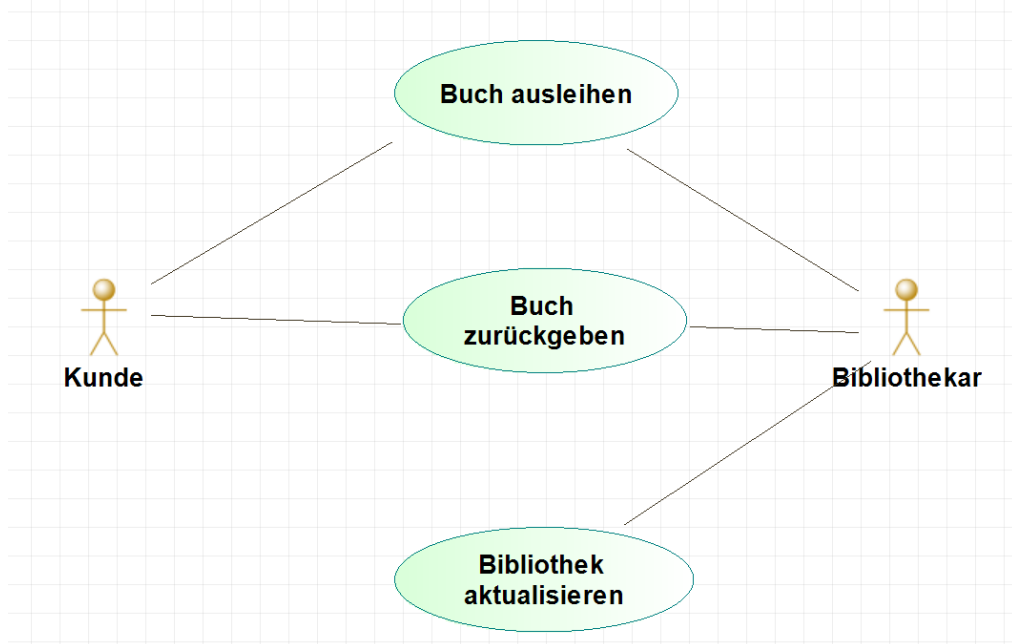 Buch ausleihen
Buch
zurückgeben
Kunde
Bibliothekar
Bibliothek
aktualisieren